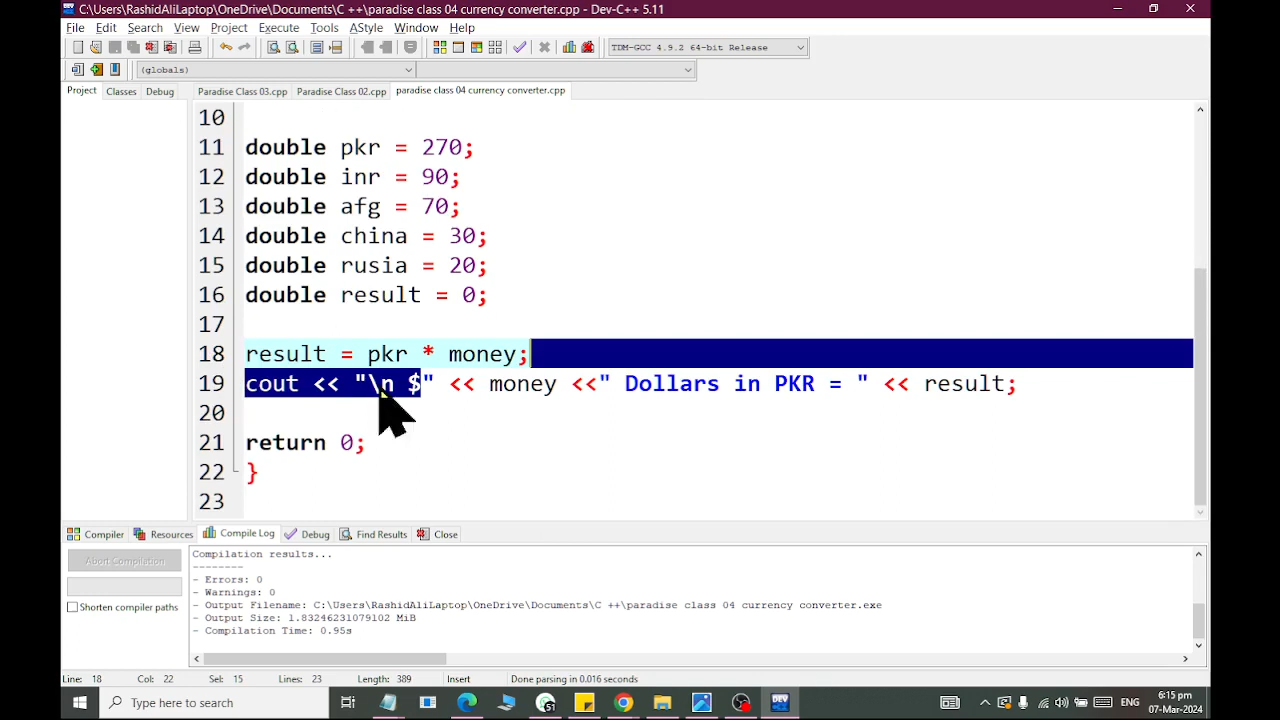 C:\Users\RashidAliLaptop\OneDrive\Documents\C ++\paradise class 04 currency converter.cpp - Dev-C++ 5.11
File Edit Search View Project Execute Tools AStyle Window Help
TDM-GCC 4.9.2 64-bit Release
(globals)
Project Classes Debug Paradise Class 03.cpp Paradise Class 02.cpp paradise class 04 currency converter.cpp
10
11 double pkr = 270;
12 double inr = 90;
13 double afg = 70;
14 double china = 30;
15 double rusia = 20;
16 double result = 0;
17
18 result = pkr * money;
19 cout << "\n $" << money <<" Dollars in PKR = " << result;
20
21 return 0;
22 }
23
Compiler Resources Compile Log Debug Find Results Close
Abort Compilation
Shorten compiler paths
Compilation results...
--------
- Errors: 0
- Warnings: 0
- Output Filename: C:\Users\RashidAliLaptop\OneDrive\Documents\C ++\paradise class 04 currency converter.exe
- Output Size: 1.83246231079102 MiB
- Compilation Time: 0.95s
Line: 18 Col: 22 Sel: 15 Lines: 23 Length: 389 Insert Done parsing in 0.016 seconds
Type here to search
DEV
ENG
6:15 pm
07-Mar-2024